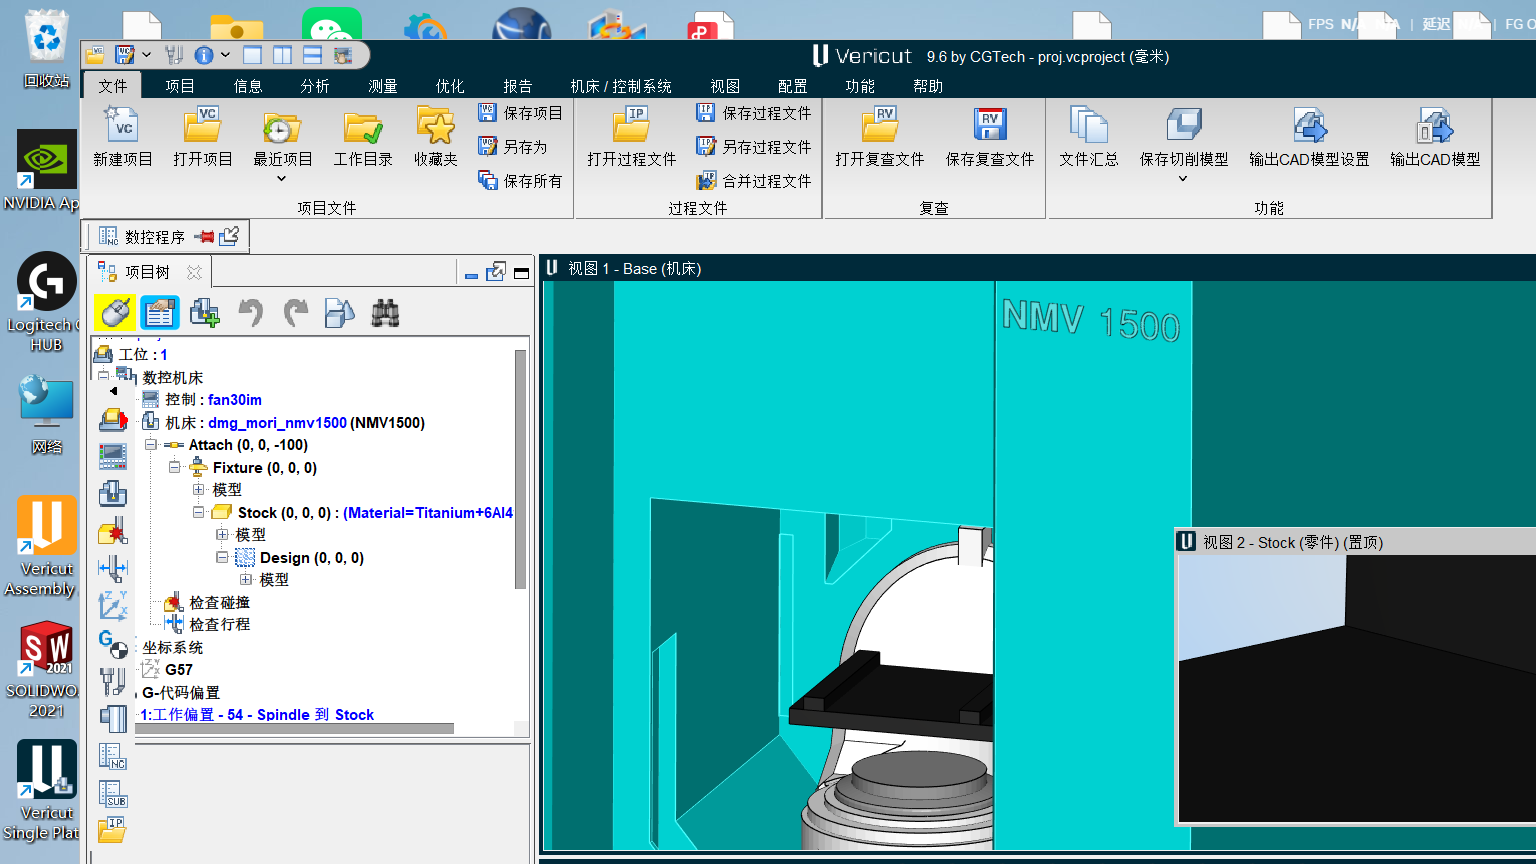 FPS N/A N/A | 延迟 N/A | FG O
回收站
NVIDIA Ap
Logitech G
HUB
网络
Vericut
Assembly
SOLIDWO
2021
Vericut
Single Plat
Vericut 9.6 by CGTech - proj.vcproject (毫米)
文件 项目 信息 分析 测量 优化 报告 机床 / 控制系统 视图 配置 功能 帮助
新建项目 打开项目 最近项目 工作目录 收藏夹
保存项目
另存为
保存所有
项目文件
打开过程文件
保存过程文件
另存过程文件
合并过程文件
过程文件
打开复查文件 保存复查文件
复查
文件汇总 保存切削模型 输出CAD模型设置 输出CAD模型
功能
数控程序
项目树
工位 : 1
数控机床
控制 : fan30im
机床 : dmg_mori_nmv1500 (NMV1500)
Attach (0, 0, -100)
Fixture (0, 0, 0)
模型
Stock (0, 0, 0) : (Material=Titanium+6Al4
模型
Design (0, 0, 0)
模型
检查碰撞
检查行程
坐标系统
G57
G-代码偏置
1:工作偏置 - 54 - Spindle 到 Stock
视图 1 - Base (机床)
NMV 1500
视图 2 - Stock (零件) (置顶)